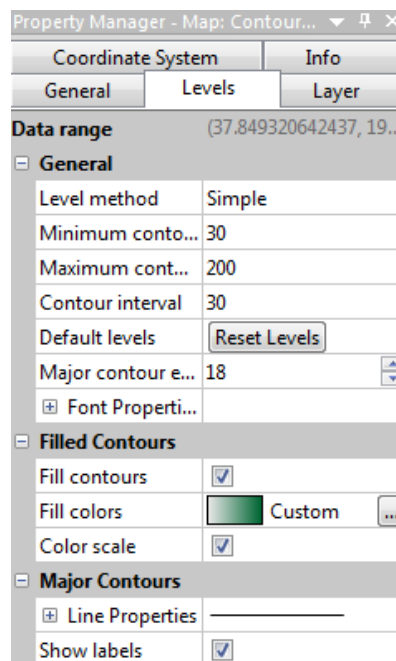 Property Manager - Map: Contour...
Coordinate System Info
General Levels Layer
Data range (37.849320642437, 19...
General
Level method Simple
Minimum conto... 30
Maximum cont... 200
Contour interval 30
Default levels Reset Levels
Major contour e... 18
Font Properti...
Filled Contours
Fill contours
Fill colors Custom ...
Color scale
Major Contours
Line Properties
Show labels